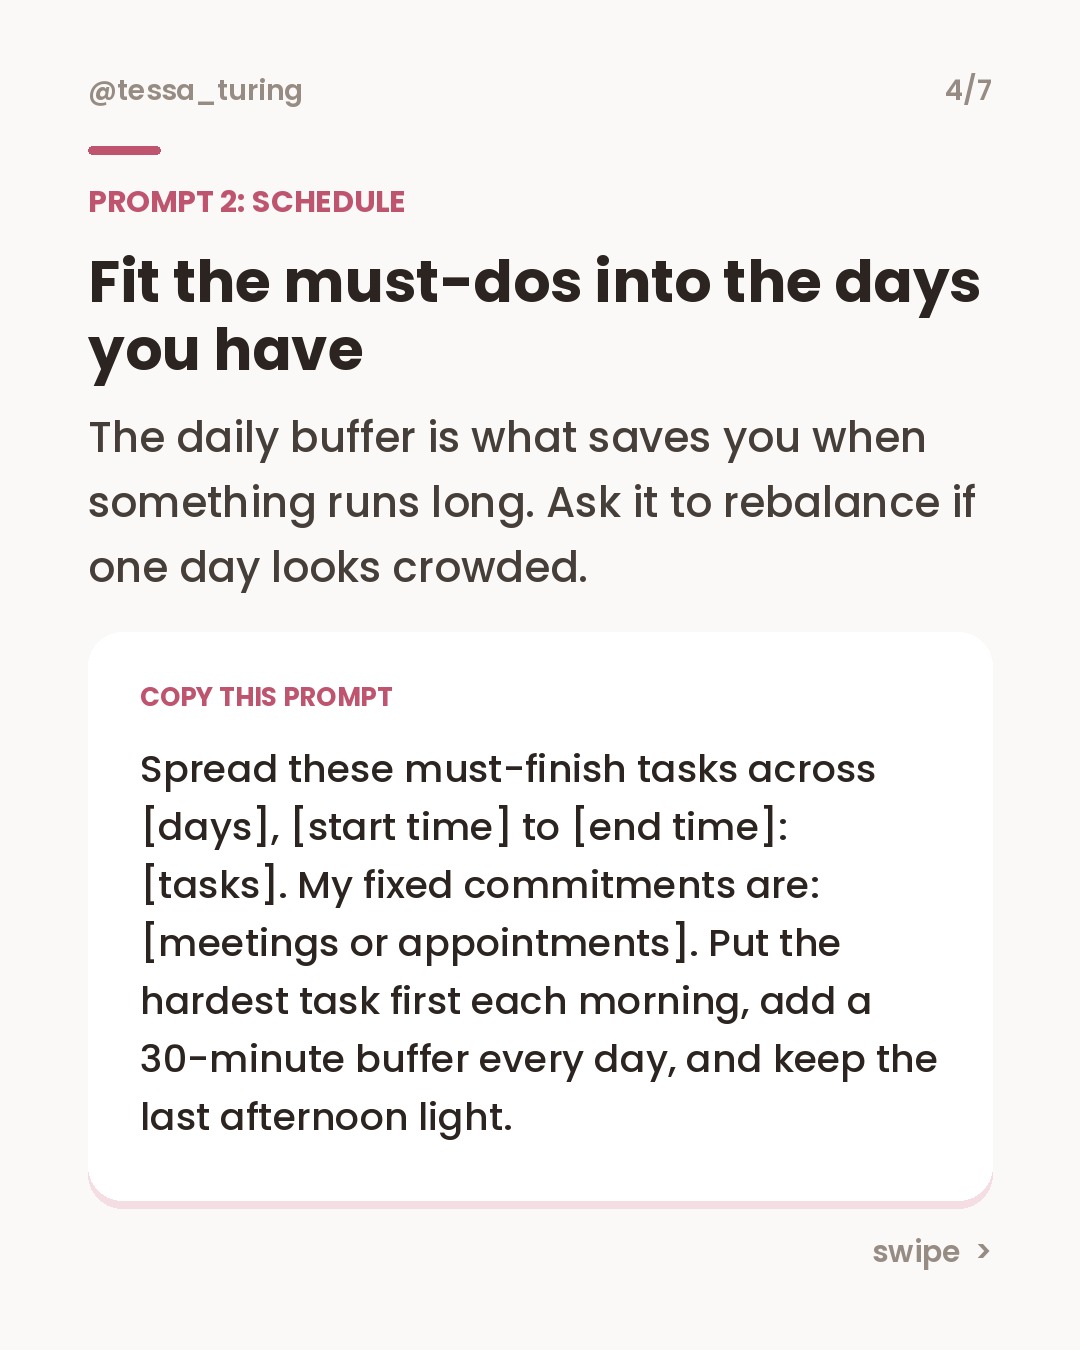 @tessa_turing
4/7
PROMPT 2: SCHEDULE
Fit the must-dos into the days
you have
The daily buffer is what saves you when
something runs long. Ask it to rebalance if
one day looks crowded.
COPY THIS PROMPT
Spread these must-finish tasks across
[days], [start time] to [end time]:
[tasks]. My fixed commitments are:
[meetings or appointments]. Put the
hardest task first each morning, add a
30-minute buffer every day, and keep the
last afternoon light.
swipe >